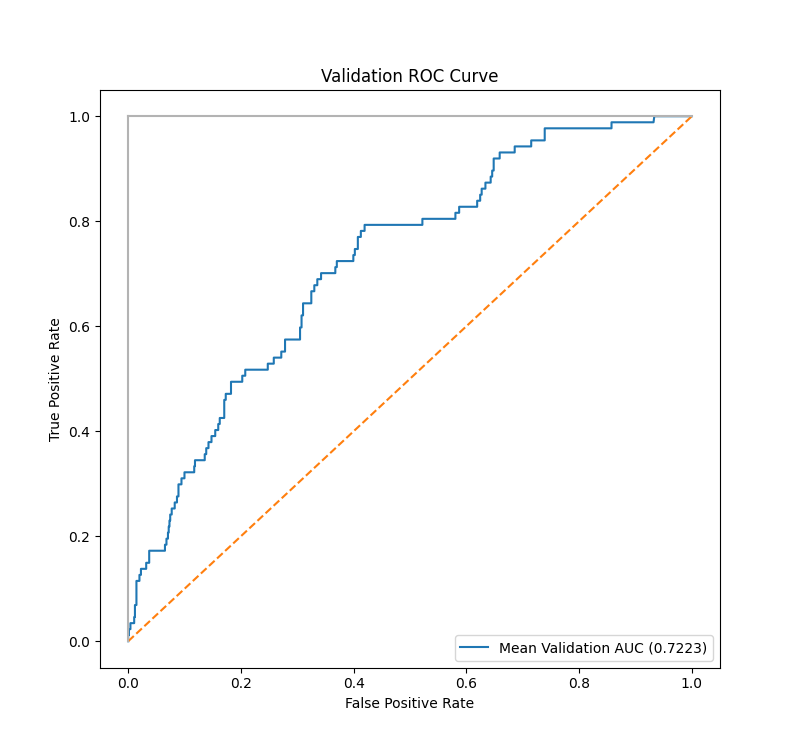 Validation ROC Curve
True Positive Rate
1.0
0.8
0.6
0.4
0.2
0.0
Mean Validation AUC (0.7223)
0.0 0.2 0.4 0.6 0.8 1.0
False Positive Rate